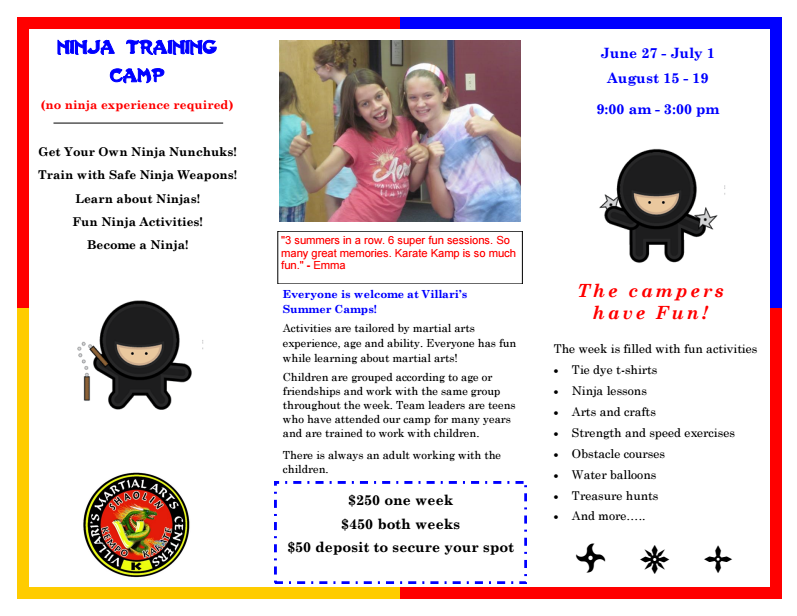 NINJA TRAINING
CAMP
(no ninja experience required)
Get Your Own Ninja Nunchuks!
Train with Safe Ninja Weapons!
Learn about Ninjas!
Fun Ninja Activities!
Become a Ninja!
VILLARI'S MARTIAL ARTS CENTERS
SHAOLIN
KEMPO KARATE
V
K
"3 summers in a row. 6 super fun sessions. So
many great memories. Karate Kamp is so much
fun." - Emma
Everyone is welcome at Villari's
Summer Camps!
Activities are tailored by martial arts
experience, age and ability. Everyone has fun
while learning about martial arts!
Children are grouped according to age or
friendships and work with the same group
throughout the week. Team leaders are teens
who have attended our camp for many years
and are trained to work with children.
There is always an adult working with the
children.
$250 one week
$450 both weeks
$50 deposit to secure your spot
June 27 - July 1
August 15 - 19
9:00 am - 3:00 pm
The campers
have Fun!
The week is filled with fun activities
• Tie dye t-shirts
• Ninja lessons
• Arts and crafts
• Strength and speed exercises
• Obstacle courses
• Water balloons
• Treasure hunts
• And more.....